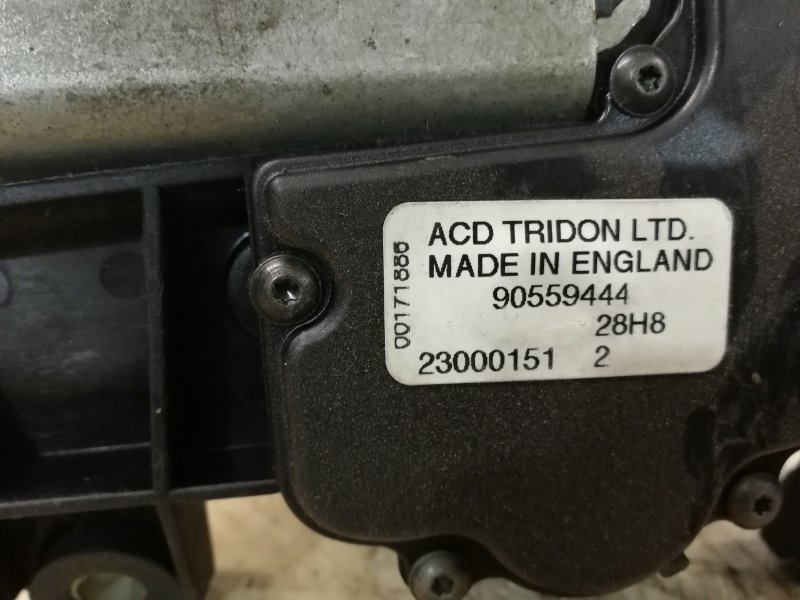 ACD TRIDON LTD.
MADE IN ENGLAND
90559444
28H8
23000151 2
00171886